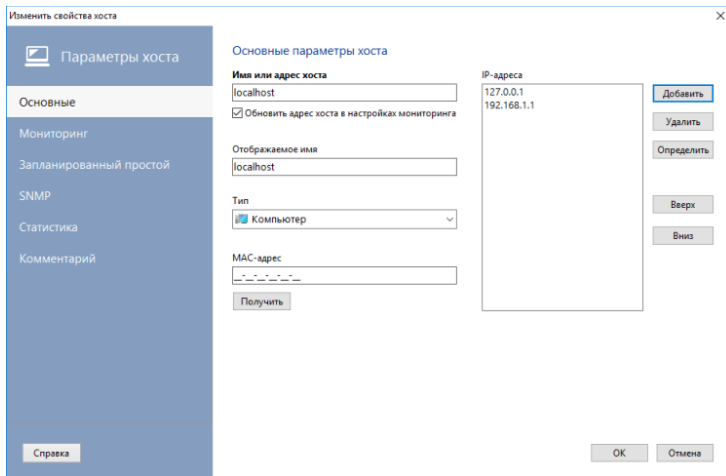 Изменить свойства хоста
Параметры хоста
Основные
Мониторинг
Запланированный простой
SNMP
Статистика
Комментарий
Справка
Основные параметры хоста
Имя или адрес хоста
localhost
Обновить адрес хоста в настройках мониторинга
Отображаемое имя
localhost
Тип
Компьютер
MAC-адрес
_-_-_-_-_-_
Получить
IP-адреса
127.0.0.1
192.168.1.1
Добавить
Удалить
Определить
Вверх
Вниз
OK
Отмена